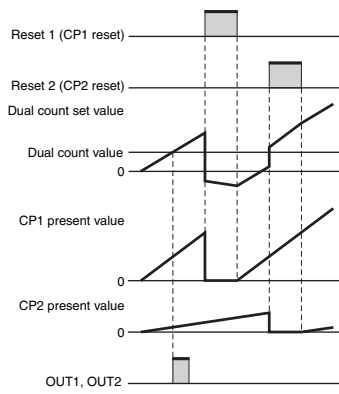 Reset 1 (CP1 reset)
Reset 2 (CP2 reset)
Dual count set value
Dual count value
0
CP1 present value
0
CP2 present value
0
OUT1, OUT2